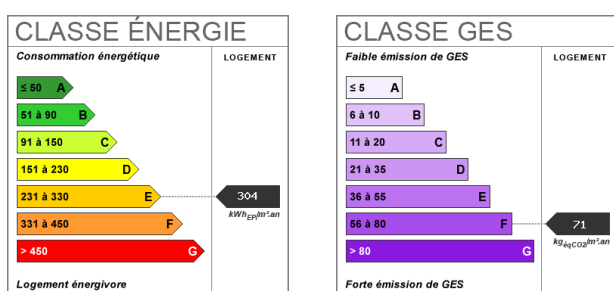 CLASSE ÉNERGIE
Consommation énergétique
LOGEMENT
≤ 50 A
51 à 90 B
91 à 150 C
151 à 230 D
231 à 330 E
304
kWhEP/m².an
331 à 450 F
> 450 G
Logement énergivore
CLASSE GES
Faible émission de GES
LOGEMENT
≤ 5 A
6 à 10 B
11 à 20 C
21 à 35 D
36 à 55 E
56 à 80 F
71
kgéqCO2/m².an
> 80 G
Forte émission de GES